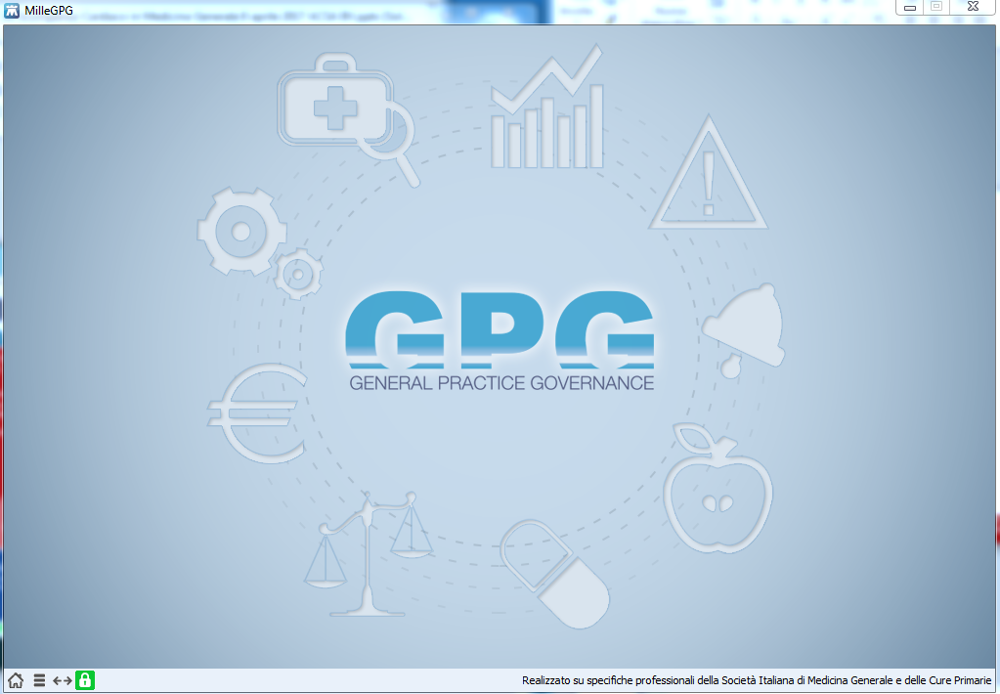 MilleGPG
GPG
GENERAL PRACTICE GOVERNANCE
Realizzato su specifiche professionali della Società Italiana di Medicina Generale e delle Cure Primarie